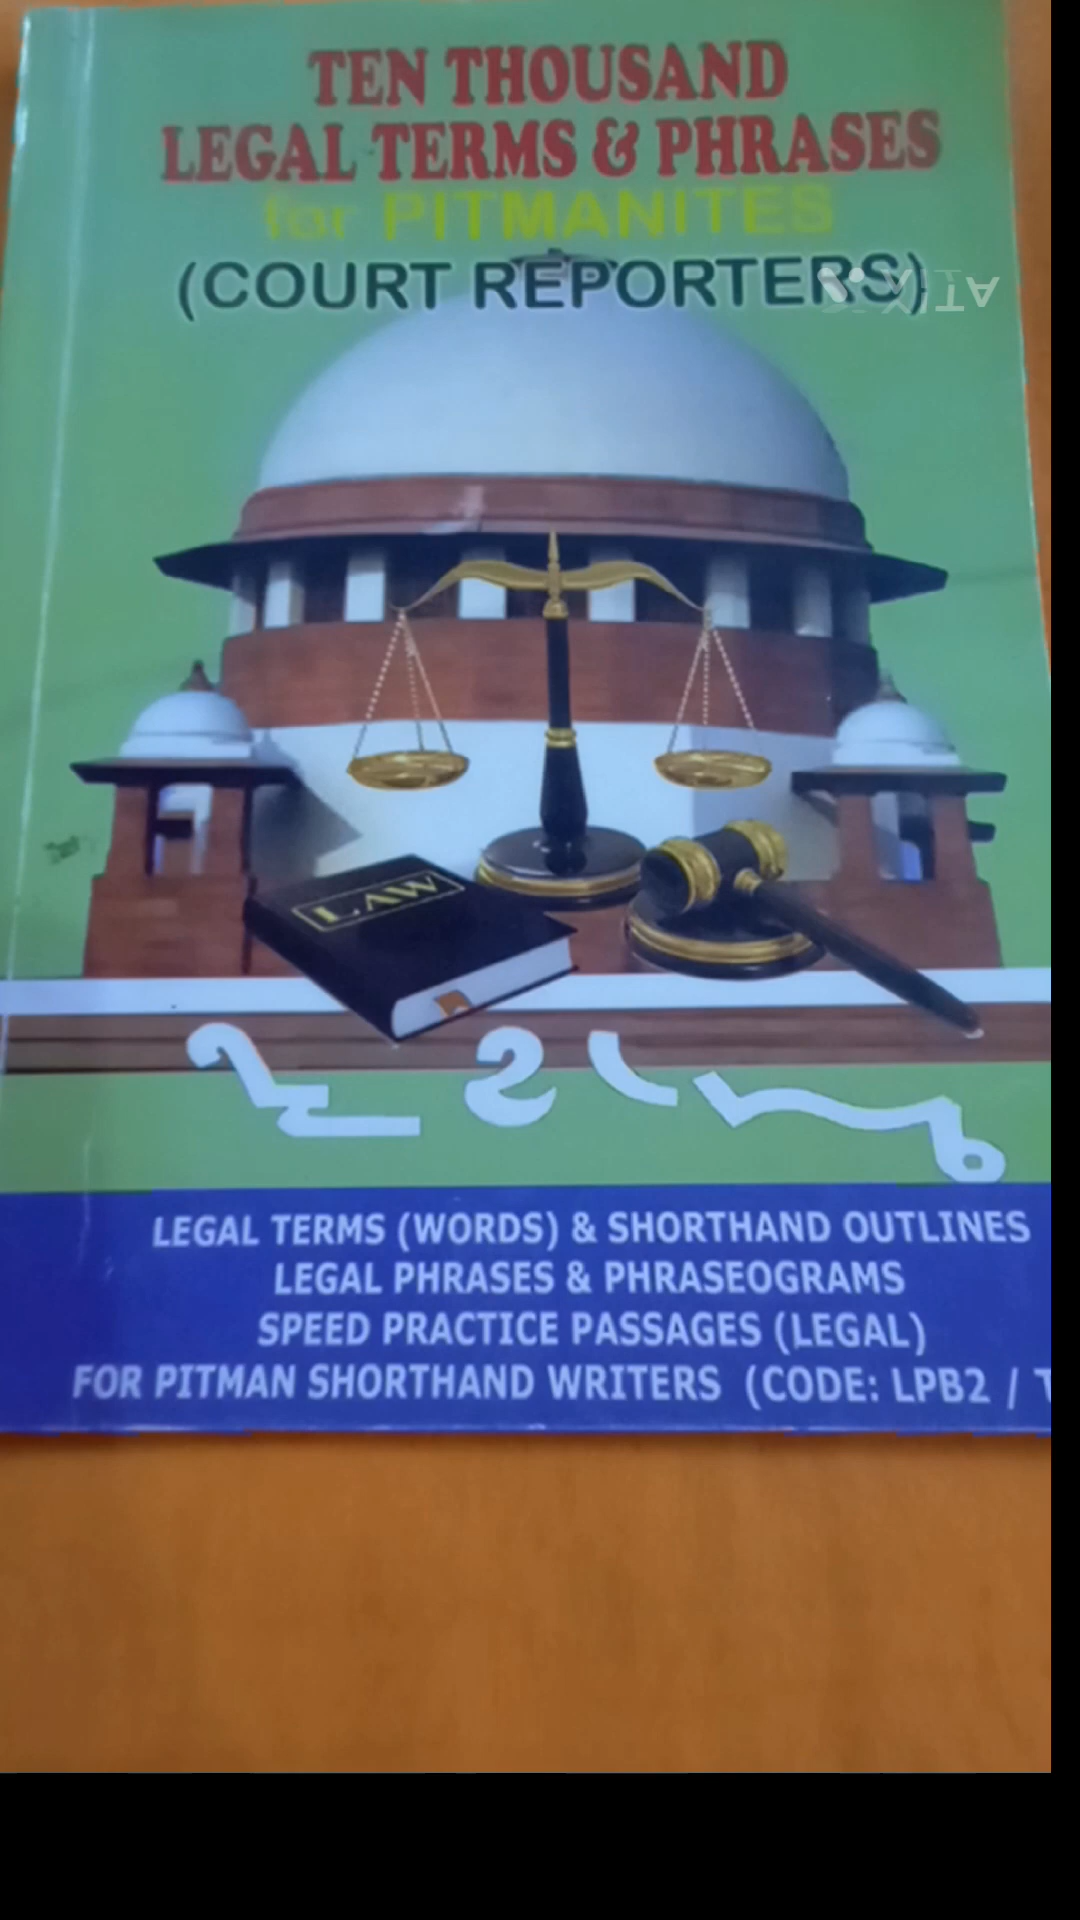 TEN THOUSAND
LEGAL TERMS & PHRASES
for PITMANITES
(COURT REPORTERS)
LAW
LEGAL TERMS (WORDS) & SHORTHAND OUTLINES
LEGAL PHRASES & PHRASEOGRAMS
SPEED PRACTICE PASSAGES (LEGAL)
FOR PITMAN SHORTHAND WRITERS (CODE: LPB2 / T